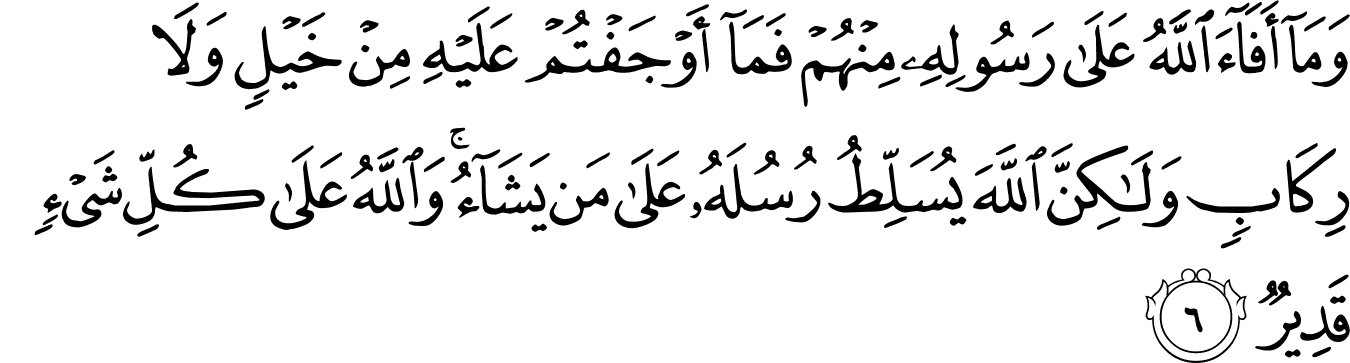 وَمَآ أَفَآءَ ٱللَّهُ عَلَىٰ رَسُولِهِۦ مِنْهُمْ فَمَآ أَوْجَفْتُمْ عَلَيْهِ مِنْ خَيْلٍ وَلَا
رِكَابٍ وَلَـٰكِنَّ ٱللَّهَ يُسَلِّطُ رُسُلَهُۥ عَلَىٰ مَن يَشَآءُ ۚ وَٱللَّهُ عَلَىٰ كُلِّ شَىْءٍ
قَدِيرٌ ٦